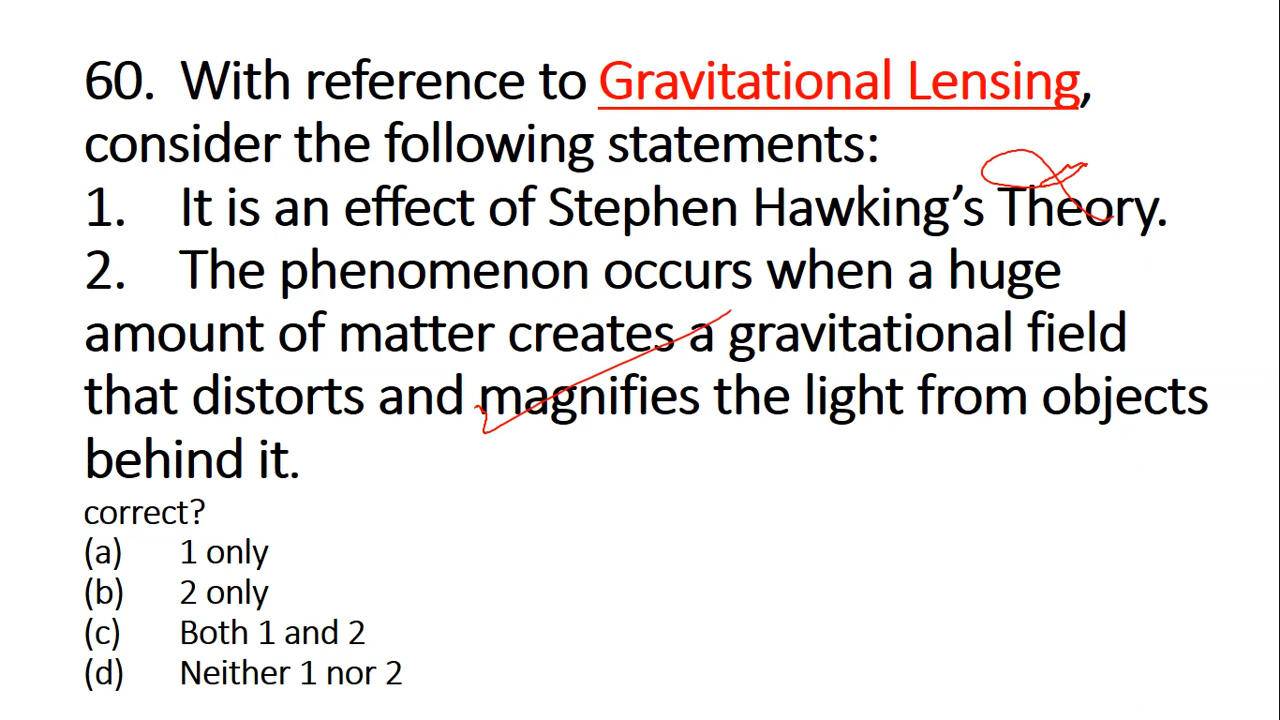 60. With reference to Gravitational Lensing,
consider the following statements:
1. It is an effect of Stephen Hawking’s Theory.
2. The phenomenon occurs when a huge
amount of matter creates a gravitational field
that distorts and magnifies the light from objects
behind it.
correct?
(a) 1 only
(b) 2 only
(c) Both 1 and 2
(d) Neither 1 nor 2